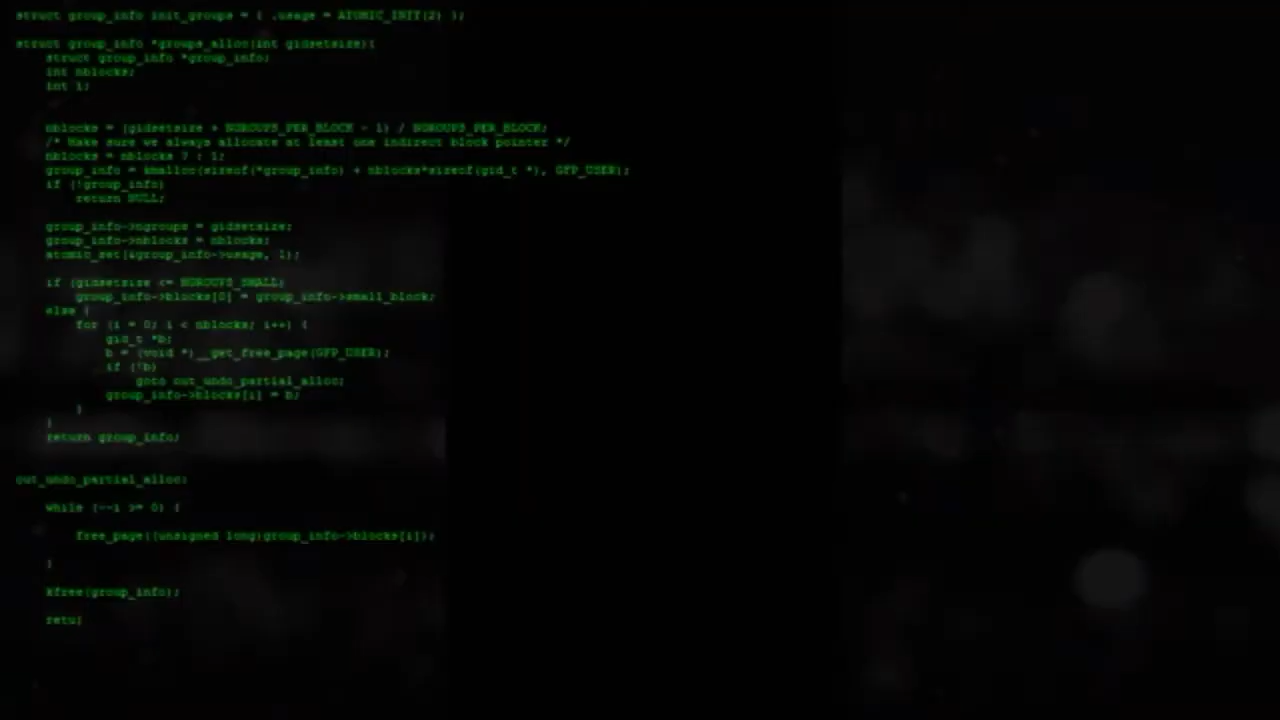 struct group_info init_groups = { .usage = ATOMIC_INIT(2) };
struct group_info *groups_alloc(int gidsetsize){
struct group_info *group_info;
int nblocks;
int i;
nblocks = (gidsetsize + NGROUPS_PER_BLOCK - 1) / NGROUPS_PER_BLOCK;
/* Make sure we always allocate at least one indirect block pointer */
nblocks = nblocks ? : 1;
group_info = kmalloc(sizeof(*group_info) + nblocks*sizeof(gid_t *), GFP_USER);
if (!group_info)
return NULL;
group_info->ngroups = gidsetsize;
group_info->nblocks = nblocks;
atomic_set(&group_info->usage, 1);
if (gidsetsize <= NGROUPS_SMALL)
group_info->blocks[0] = group_info->small_block;
else {
for (i = 0; i < nblocks; i++) {
gid_t *b;
b = (void *)__get_free_page(GFP_USER);
if (!b)
goto out_undo_partial_alloc;
group_info->blocks[i] = b;
}
}
return group_info;
out_undo_partial_alloc:
while (--i >= 0) {
free_page((unsigned long)group_info->blocks[i]);
}
kfree(group_info);
retu